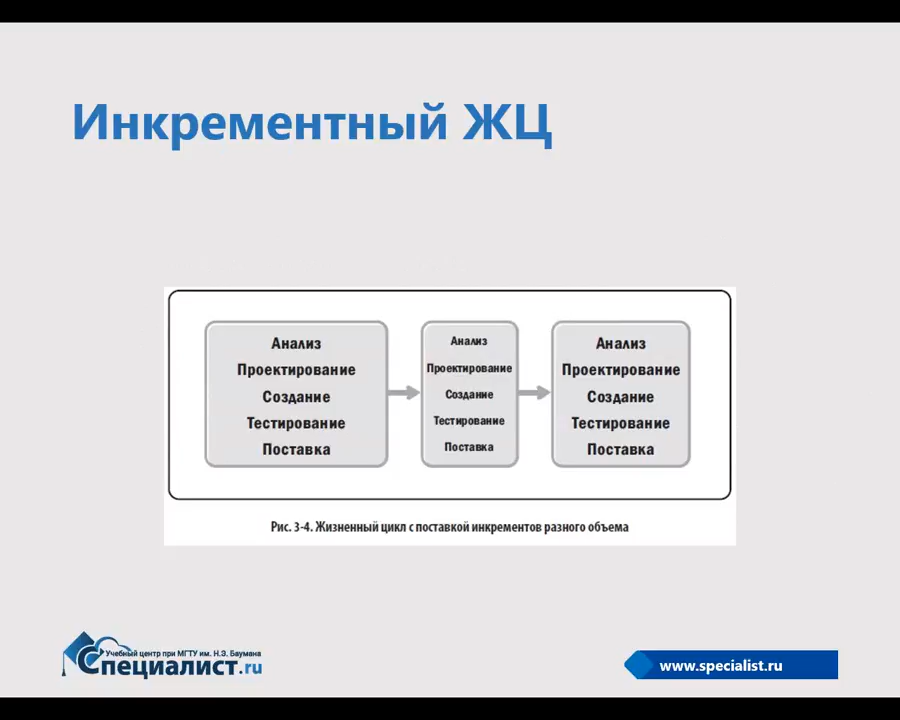 Инкрементный ЖЦ
Анализ
Проектирование
Создание
Тестирование
Поставка
Анализ
Проектирование
Создание
Тестирование
Поставка
Анализ
Проектирование
Создание
Тестирование
Поставка
Рис. 3-4. Жизненный цикл с поставкой инкрементов разного объема
Учебный центр при МГТУ им. Н.Э. Баумана
Специалист.ru
www.specialist.ru